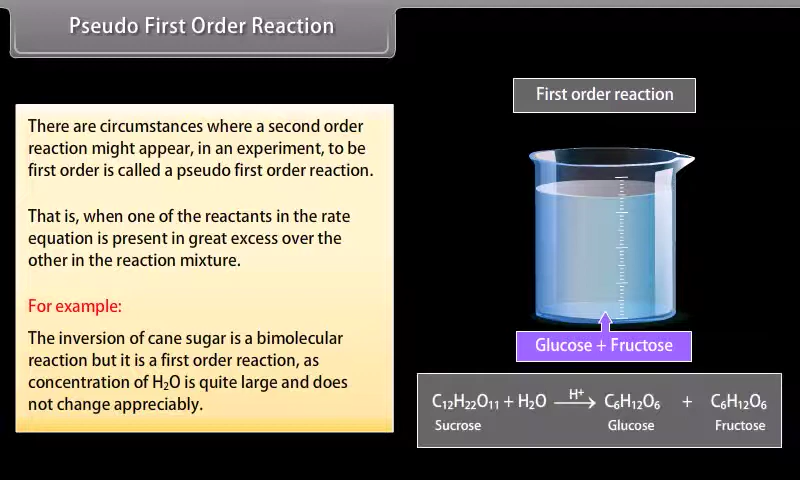 Pseudo First Order Reaction
There are circumstances where a second order
reaction might appear, in an experiment, to be
first order is called a pseudo first order reaction.
That is, when one of the reactants in the rate
equation is present in great excess over the
other in the reaction mixture.
For example:
The inversion of cane sugar is a bimolecular
reaction but it is a first order reaction, as
concentration of H₂O is quite large and does
not change appreciably.
First order reaction
Glucose + Fructose
H⁺
C₁₂H₂₂O₁₁ + H₂O ⟶ C₆H₁₂O₆ + C₆H₁₂O₆
Sucrose Glucose Fructose